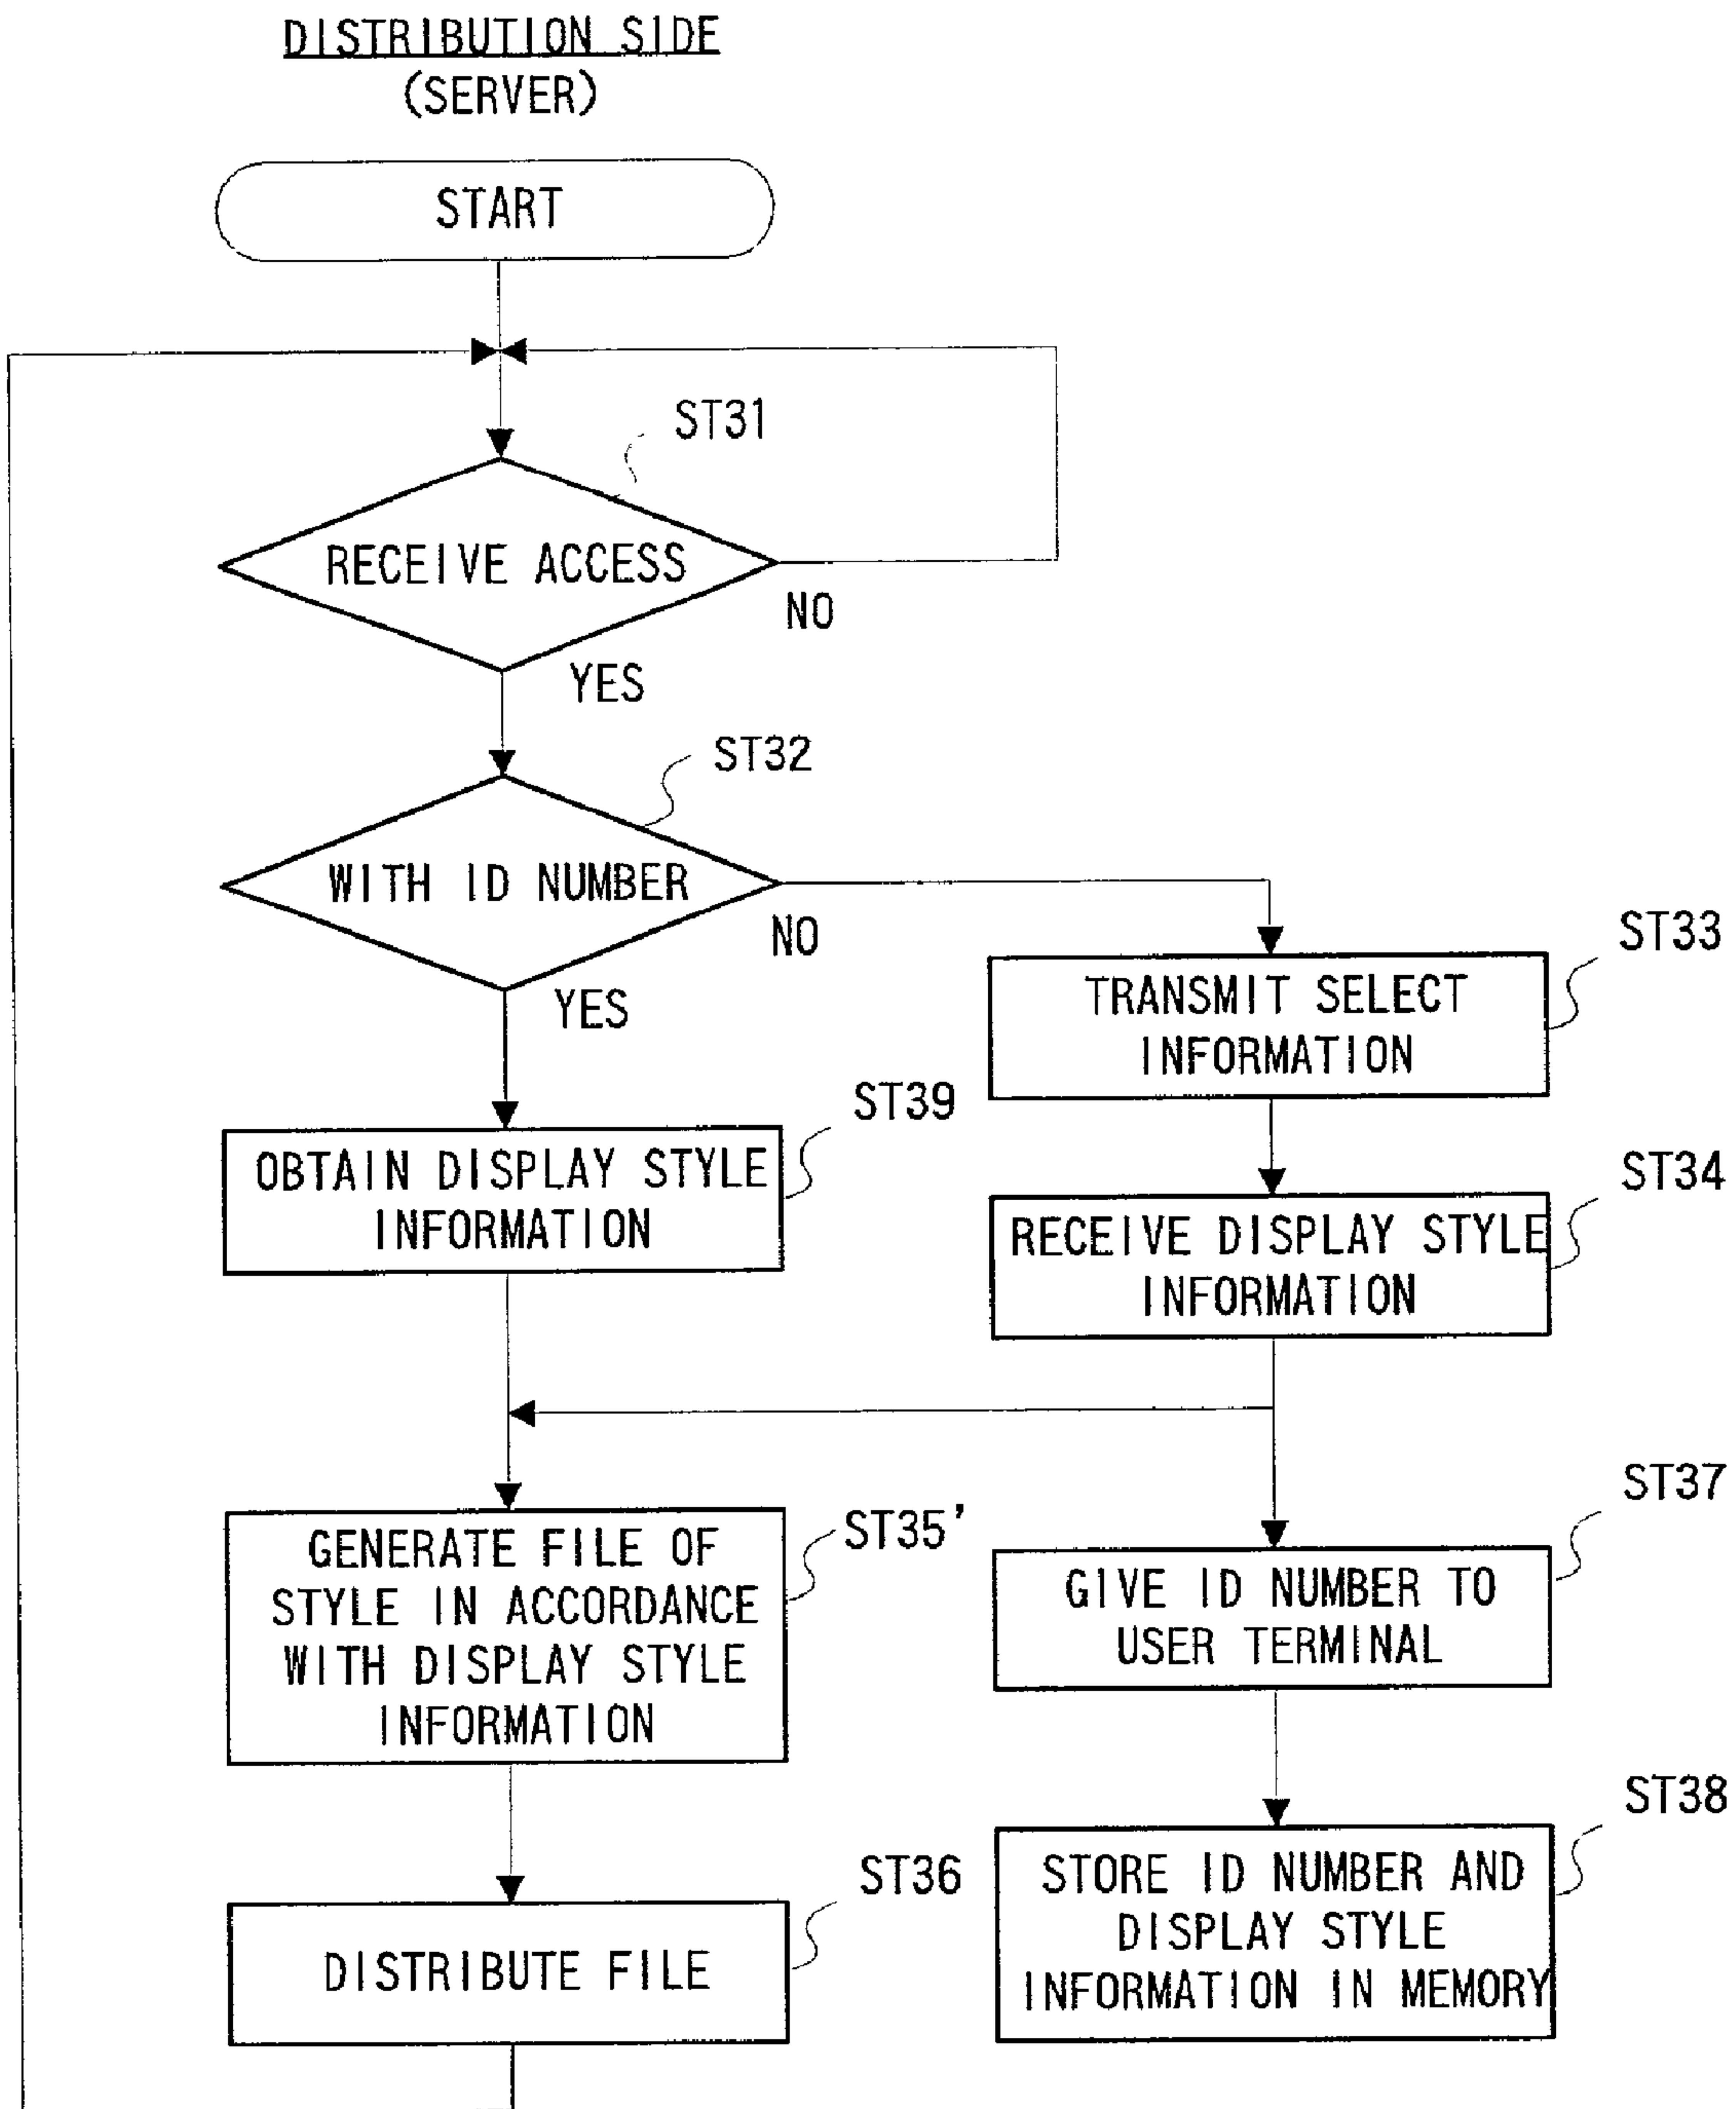 DISTRIBUTION SIDE
(SERVER)
START
ST31
RECEIVE ACCESS
NO
YES
ST32
WITH ID NUMBER
NO
YES
ST33
TRANSMIT SELECT
INFORMATION
ST39
OBTAIN DISPLAY STYLE
INFORMATION
ST34
RECEIVE DISPLAY STYLE
INFORMATION
ST35'
GENERATE FILE OF
STYLE IN ACCORDANCE
WITH DISPLAY STYLE
INFORMATION
ST37
GIVE ID NUMBER TO
USER TERMINAL
ST36
DISTRIBUTE FILE
ST38
STORE ID NUMBER AND
DISPLAY STYLE
INFORMATION IN MEMORY